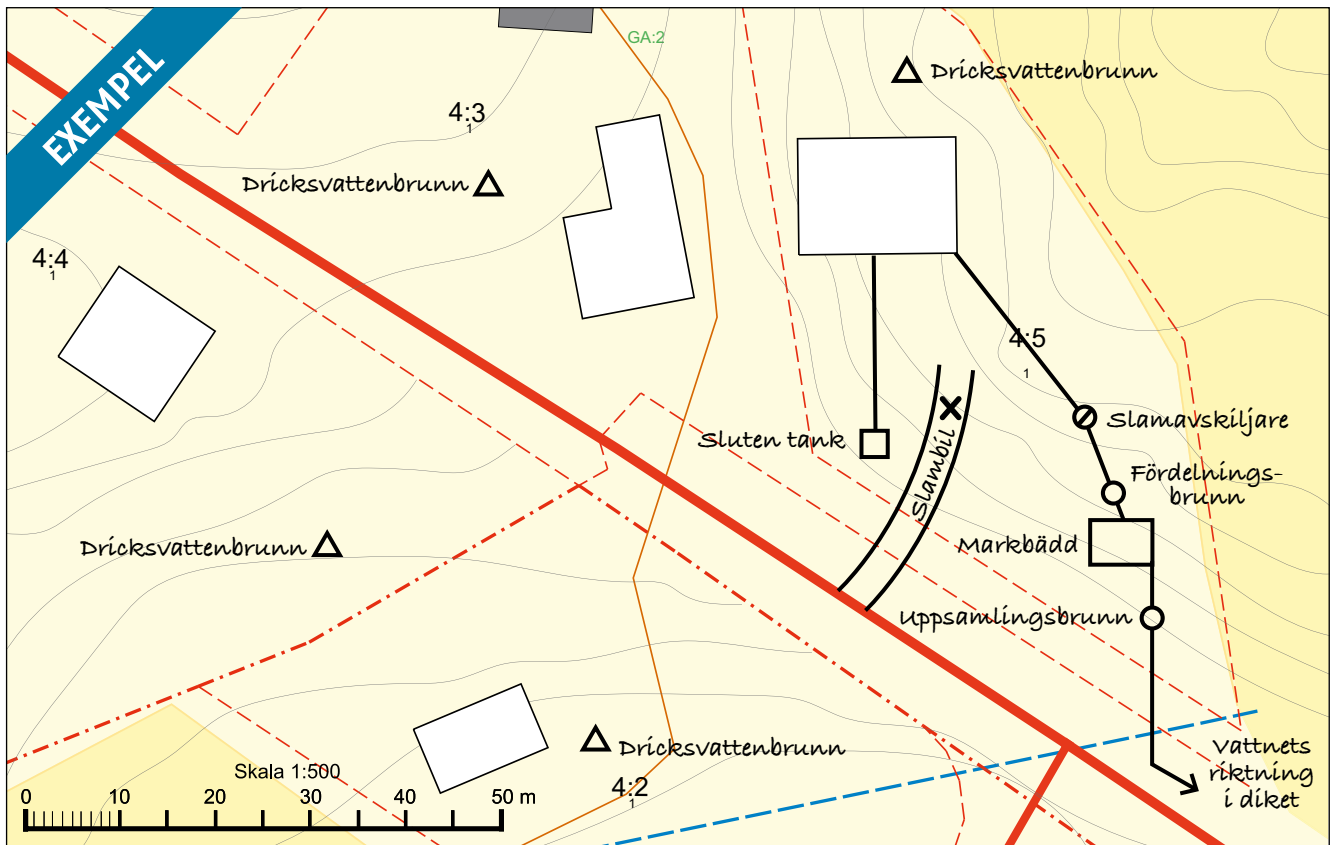 EXEMPEL
GA:2
Dricksvattenbrunn
4:3
1
Dricksvattenbrunn
4:4
1
4:5
1
Slamavskiljare
Sluten tank
Slambil
Fördelnings-
brunn
Markbädd
Dricksvattenbrunn
Uppsamlingsbrunn
Dricksvattenbrunn
Vattnets
riktning
i diket
4:2
1
Skala 1:500
0 10 20 30 40 50 m